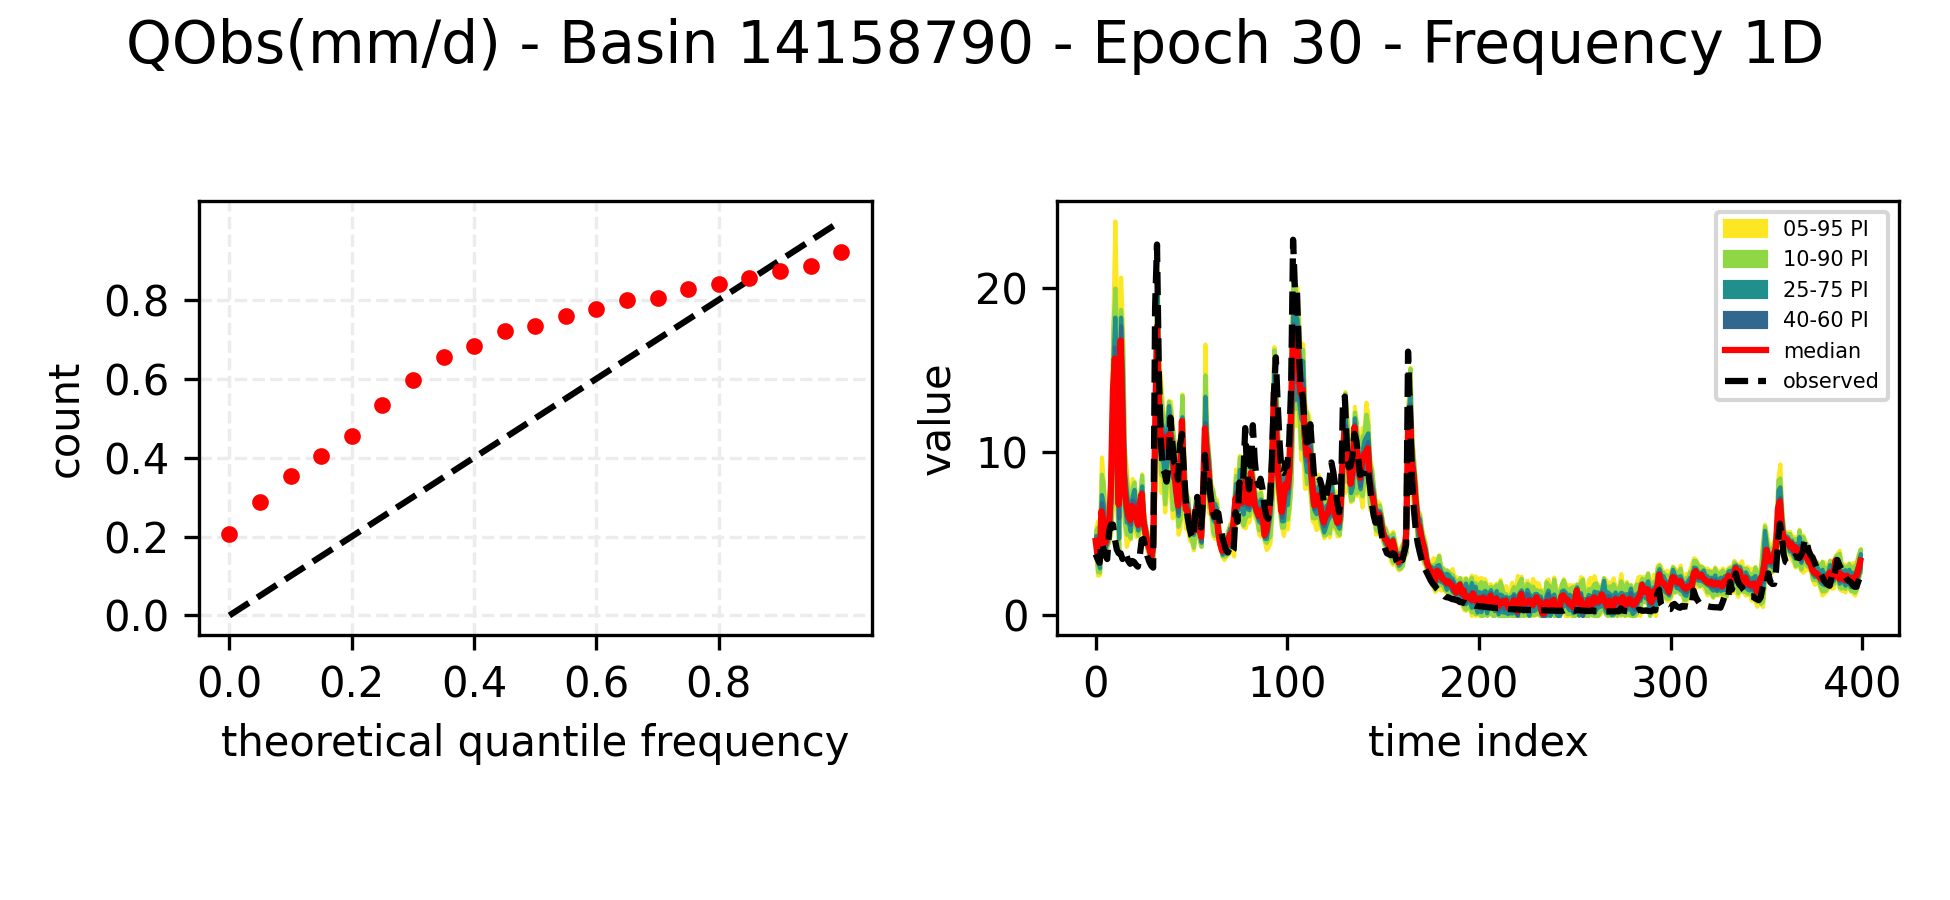 QObs(mm/d) - Basin 14158790 - Epoch 30 - Frequency 1D
count
0.8
0.6
0.4
0.2
0.0
0.0 0.2 0.4 0.6 0.8
theoretical quantile frequency
value
20
10
0
0 100 200 300 400
time index
05-95 PI
10-90 PI
25-75 PI
40-60 PI
median
observed